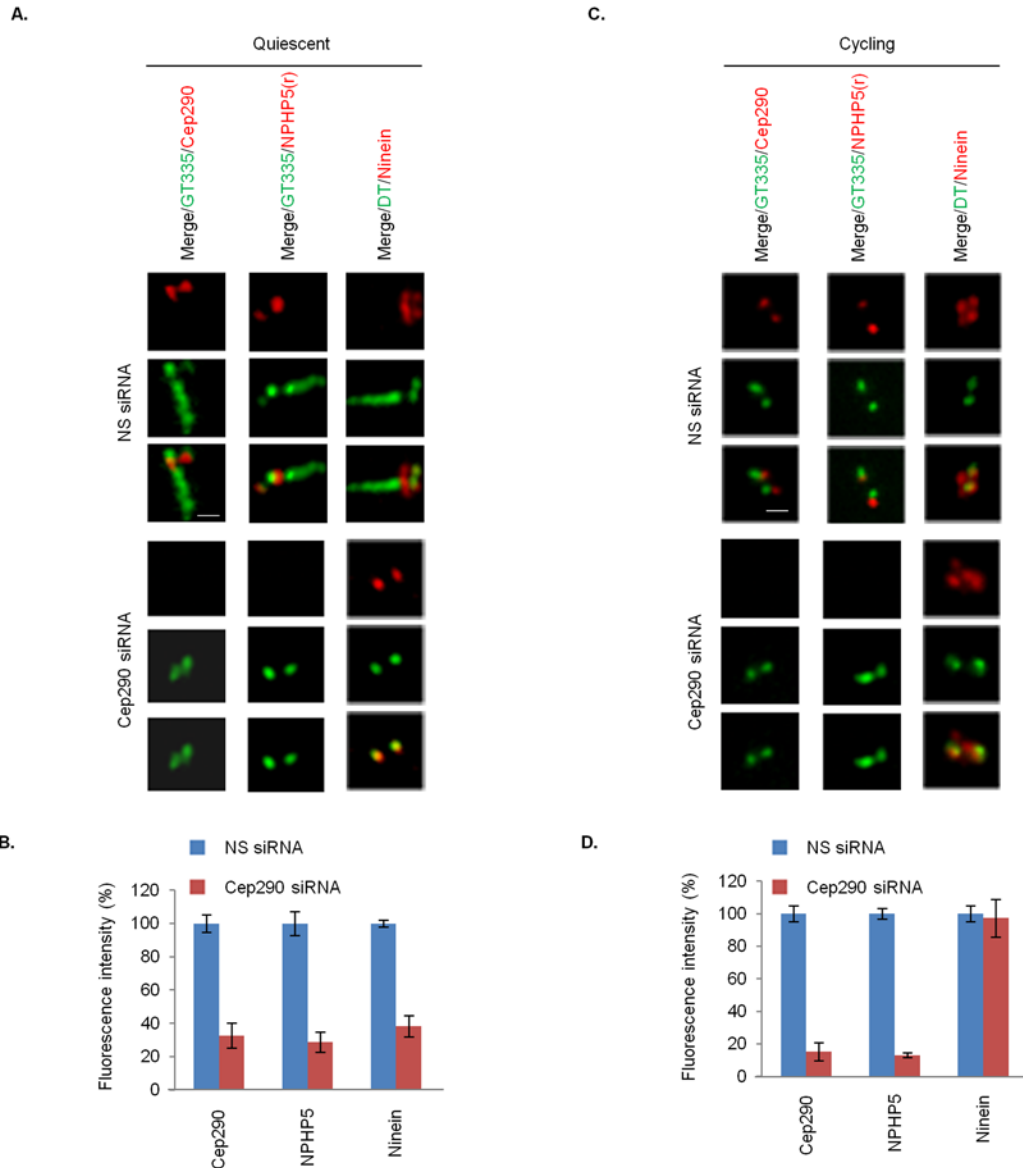 A.
Quiescent
Merge/GT335/Cep290
Merge/GT335/NPHP5(r)
Merge/DT/Ninein
NS siRNA
Cep290 siRNA
C.
Cycling
Merge/GT335/Cep290
Merge/GT335/NPHP5(r)
Merge/DT/Ninein
NS siRNA
Cep290 siRNA
B.
NS siRNA
Cep290 siRNA
Fluorescence intensity (%)
120
100
80
60
40
20
0
Cep290
NPHP5
Ninein
D.
NS siRNA
Cep290 siRNA
Fluorescence intensity (%)
120
100
80
60
40
20
0
Cep290
NPHP5
Ninein